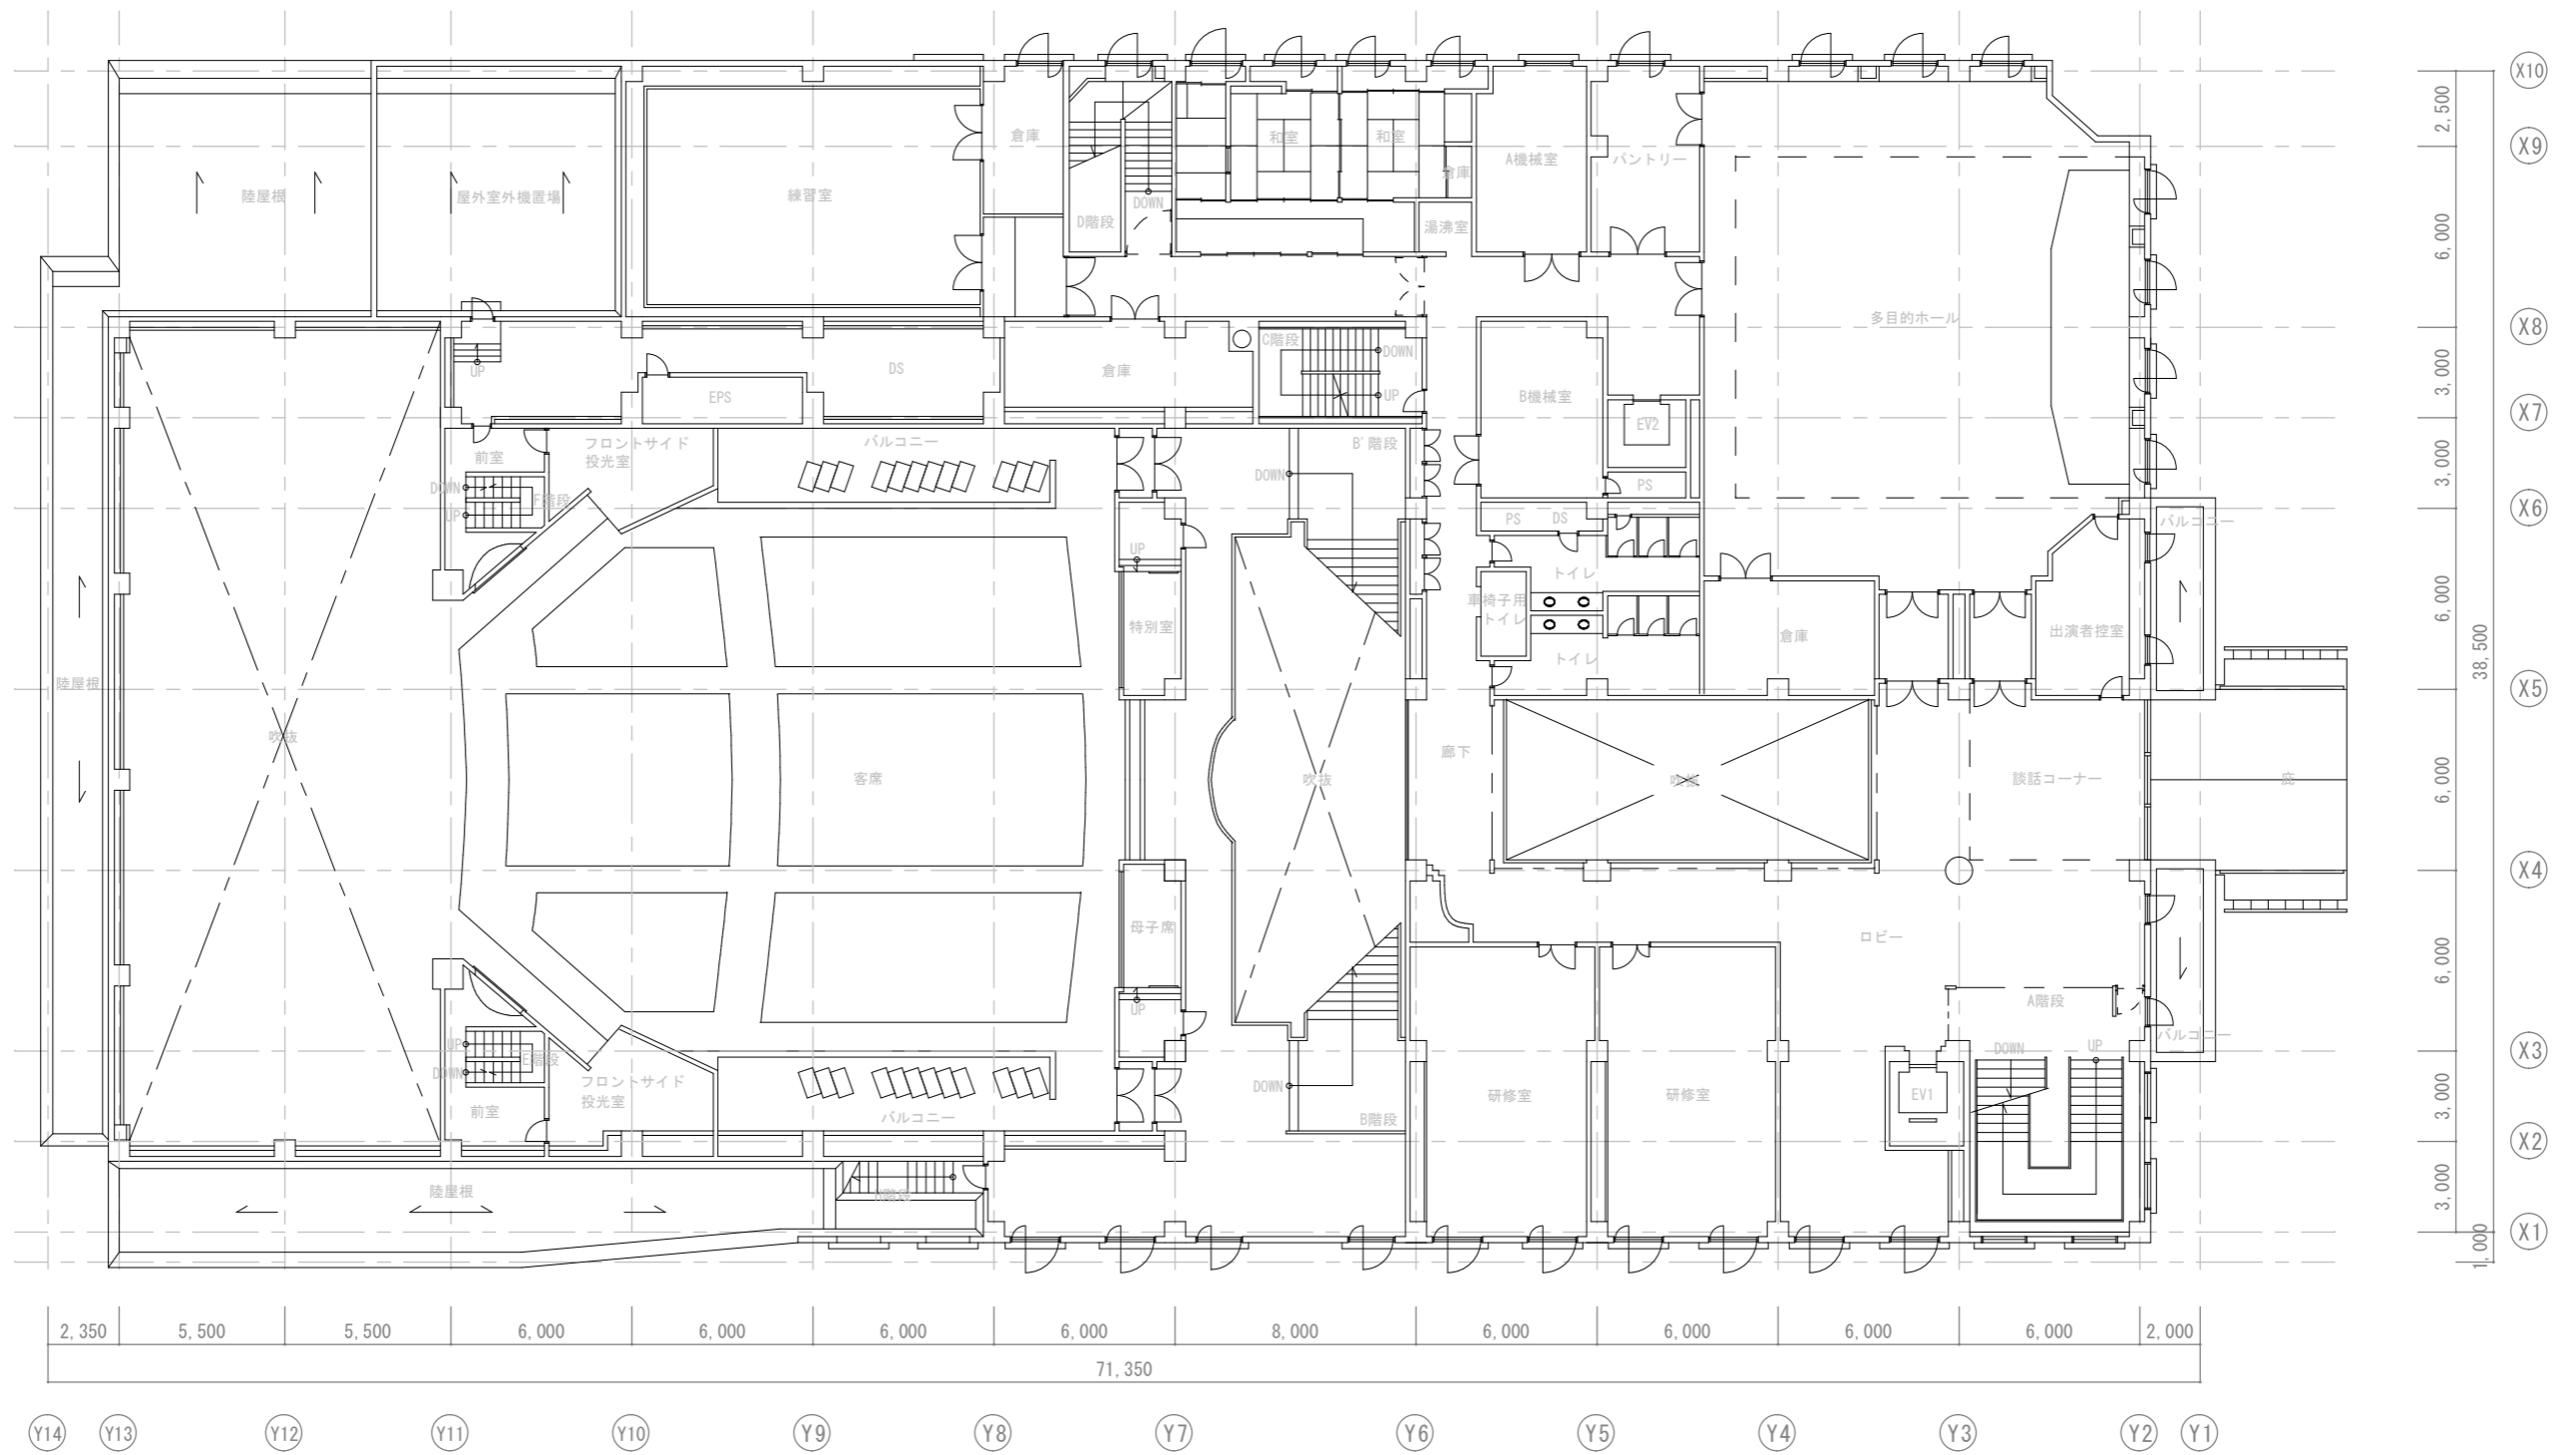 X10
2,500
倉庫
和室
和室
A機械室
パントリー
X9
陸屋根
屋外室外機置場
練習室
倉庫
D階段
DOWN
湯沸室
6,000
多目的ホール
X8
UP
DS
EPS
倉庫
C階段
DOWN
UP
B機械室
EV2
3,000
X7
前室
フロントサイド
投光室
バルコニー
B'階段
DOWN
PS
3,000
DOWN
UP
F階段
PS
DS
X6
バルコニー
UP
特別室
トイレ
車椅子用
トイレ
トイレ
倉庫
出演者控室
6,000
38,500
陸屋根
X5
吹抜
客席
吹抜
廊下
吹抜
談話コーナー
庇
6,000
X4
母子席
ロビー
6,000
UP
A階段
バルコニー
UP
E階段
DOWN
X3
DOWN
UP
前室
フロントサイド
投光室
バルコニー
DOWN
B階段
研修室
研修室
EV1
3,000
X2
陸屋根
3,000
X1
1,000
2,350
5,500
5,500
6,000
6,000
6,000
6,000
8,000
6,000
6,000
6,000
6,000
2,000
71,350
Y14
Y13
Y12
Y11
Y10
Y9
Y8
Y7
Y6
Y5
Y4
Y3
Y2
Y1